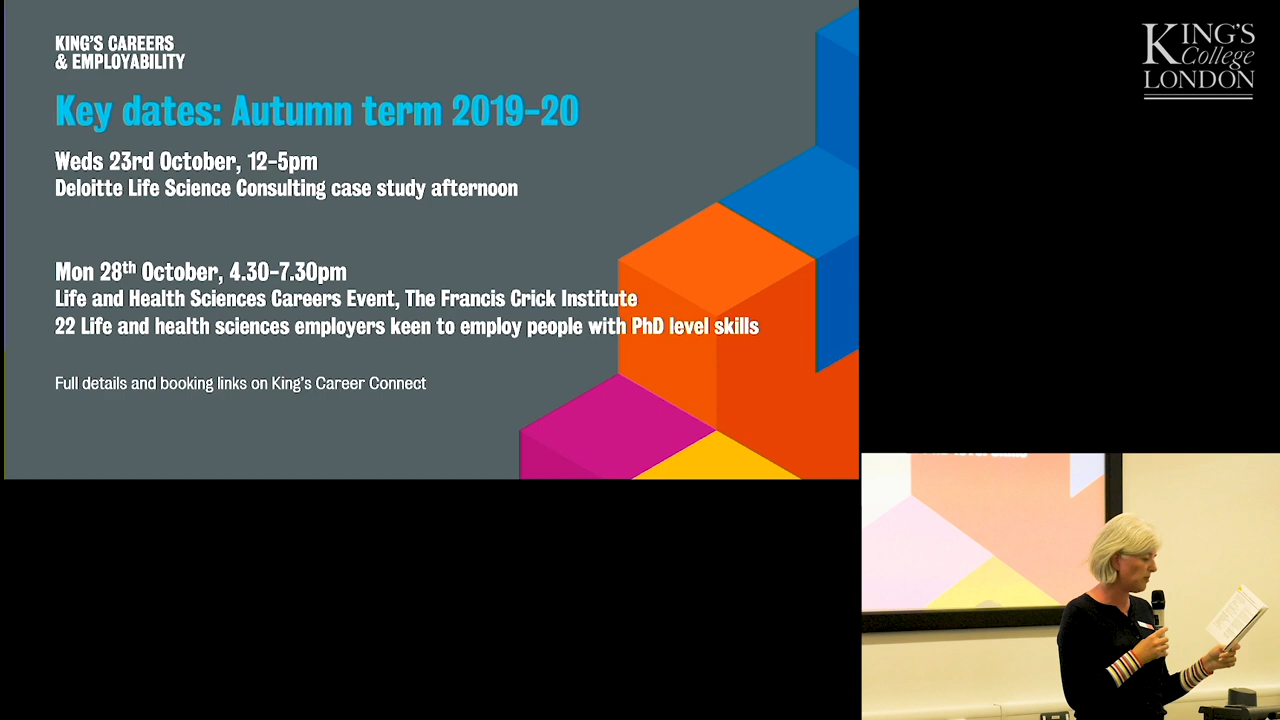 KING'S CAREERS
& EMPLOYABILITY
Key dates: Autumn term 2019-20
Weds 23rd October, 12-5pm
Deloitte Life Science Consulting case study afternoon
Mon 28th October, 4.30-7.30pm
Life and Health Sciences Careers Event, The Francis Crick Institute
22 Life and health sciences employers keen to employ people with PhD level skills
Full details and booking links on King's Career Connect
KING'S
College
LONDON